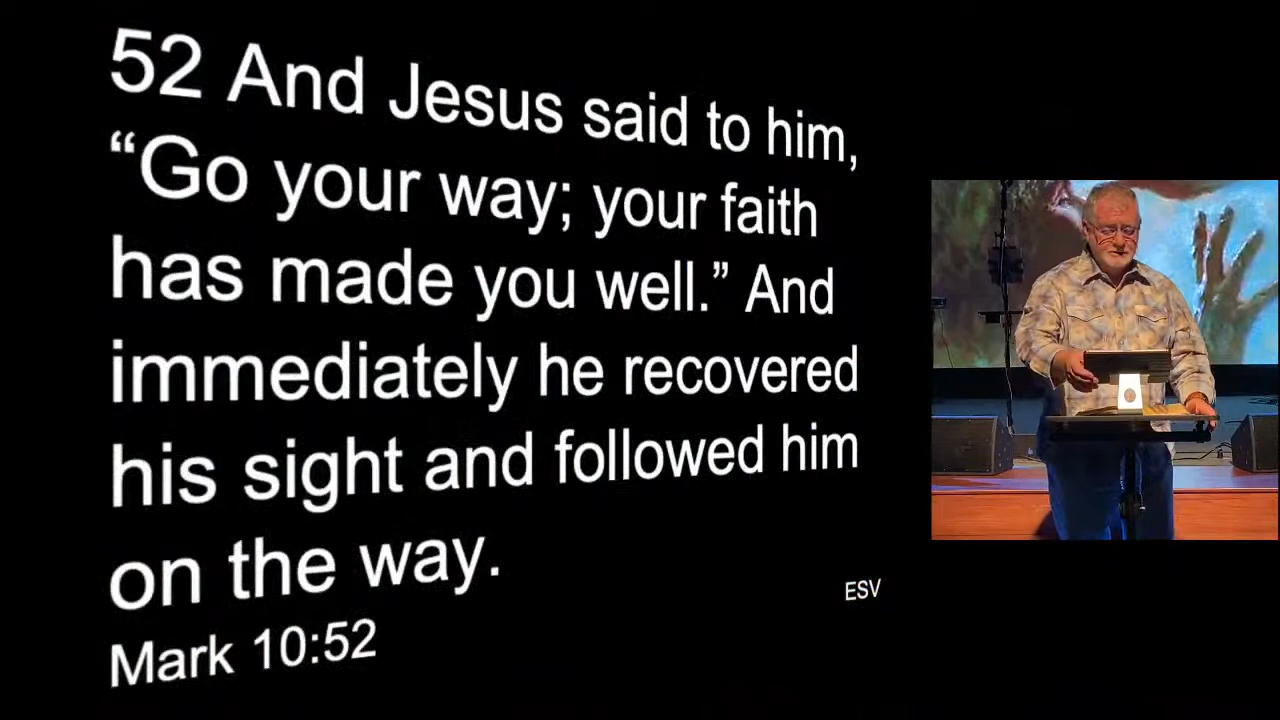 52 And Jesus said to him,
“Go your way; your faith
has made you well.” And
immediately he recovered
his sight and followed him
on the way.
Mark 10:52
ESV